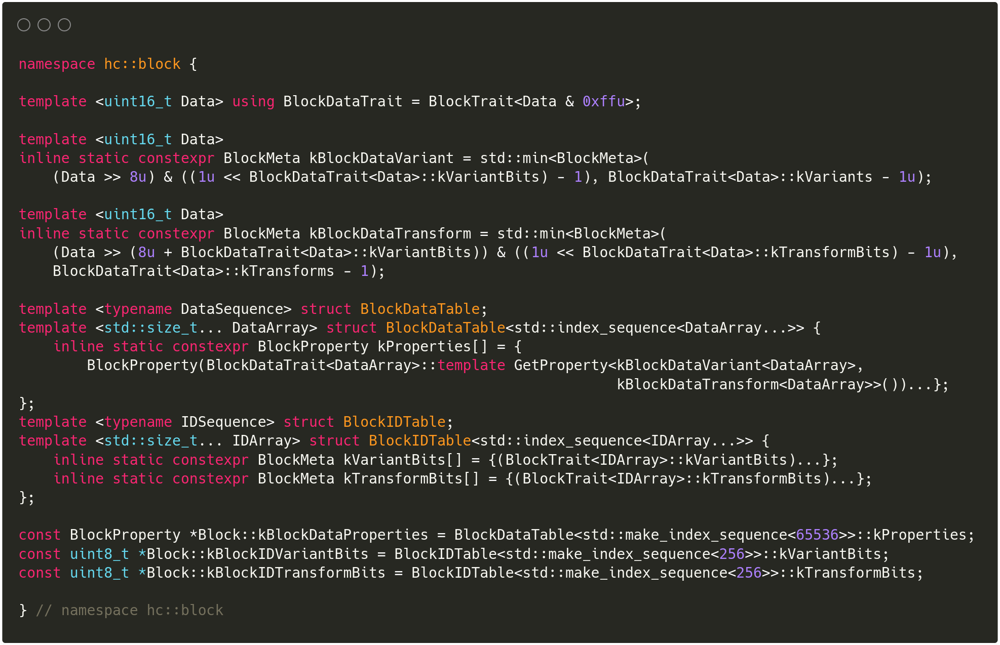 namespace hc::block {

template <uint16_t Data> using BlockDataTrait = BlockTrait<Data & 0xffu>;

template <uint16_t Data>
inline static constexpr BlockMeta kBlockDataVariant = std::min<BlockMeta>(
    (Data >> 8u) & ((1u << BlockDataTrait<Data>::kVariantBits) - 1), BlockDataTrait<Data>::kVariants - 1u);

template <uint16_t Data>
inline static constexpr BlockMeta kBlockDataTransform = std::min<BlockMeta>(
    (Data >> (8u + BlockDataTrait<Data>::kVariantBits)) & ((1u << BlockDataTrait<Data>::kTransformBits) - 1u),
    BlockDataTrait<Data>::kTransforms - 1);

template <typename DataSequence> struct BlockDataTable;
template <std::size_t... DataArray> struct BlockDataTable<std::index_sequence<DataArray...>> {
    inline static constexpr BlockProperty kProperties[] = {
        BlockProperty(BlockDataTrait<DataArray>::template GetProperty<kBlockDataVariant<DataArray>,
                                                                      kBlockDataTransform<DataArray>>())...};
};
template <typename IDSequence> struct BlockIDTable;
template <std::size_t... IDArray> struct BlockIDTable<std::index_sequence<IDArray...>> {
    inline static constexpr BlockMeta kVariantBits[] = {(BlockTrait<IDArray>::kVariantBits)...};
    inline static constexpr BlockMeta kTransformBits[] = {(BlockTrait<IDArray>::kTransformBits)...};
};

const BlockProperty *Block::kBlockDataProperties = BlockDataTable<std::make_index_sequence<65536>>::kProperties;
const uint8_t *Block::kBlockIDVariantBits = BlockIDTable<std::make_index_sequence<256>>::kVariantBits;
const uint8_t *Block::kBlockIDTransformBits = BlockIDTable<std::make_index_sequence<256>>::kTransformBits;

} // namespace hc::block